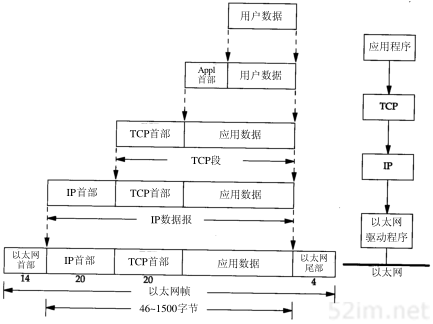 用户数据
应用程序
Appl
首部
用户数据
TCP
TCP首部
应用数据
TCP段
IP
IP首部
TCP首部
应用数据
IP数据报
以太网
驱动程序
以太网
首部
IP首部
TCP首部
应用数据
以太网
尾部
以太网
14
20
20
4
以太网帧
46~1500字节
52im.net